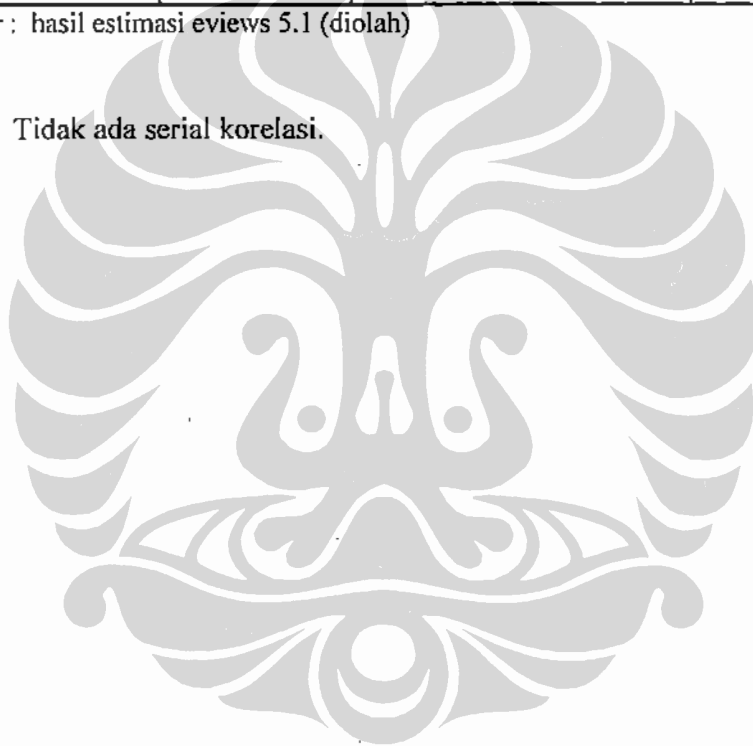 : hasil estimasi eviews 5.1 (diolah)
Tidak ada serial korelasi.